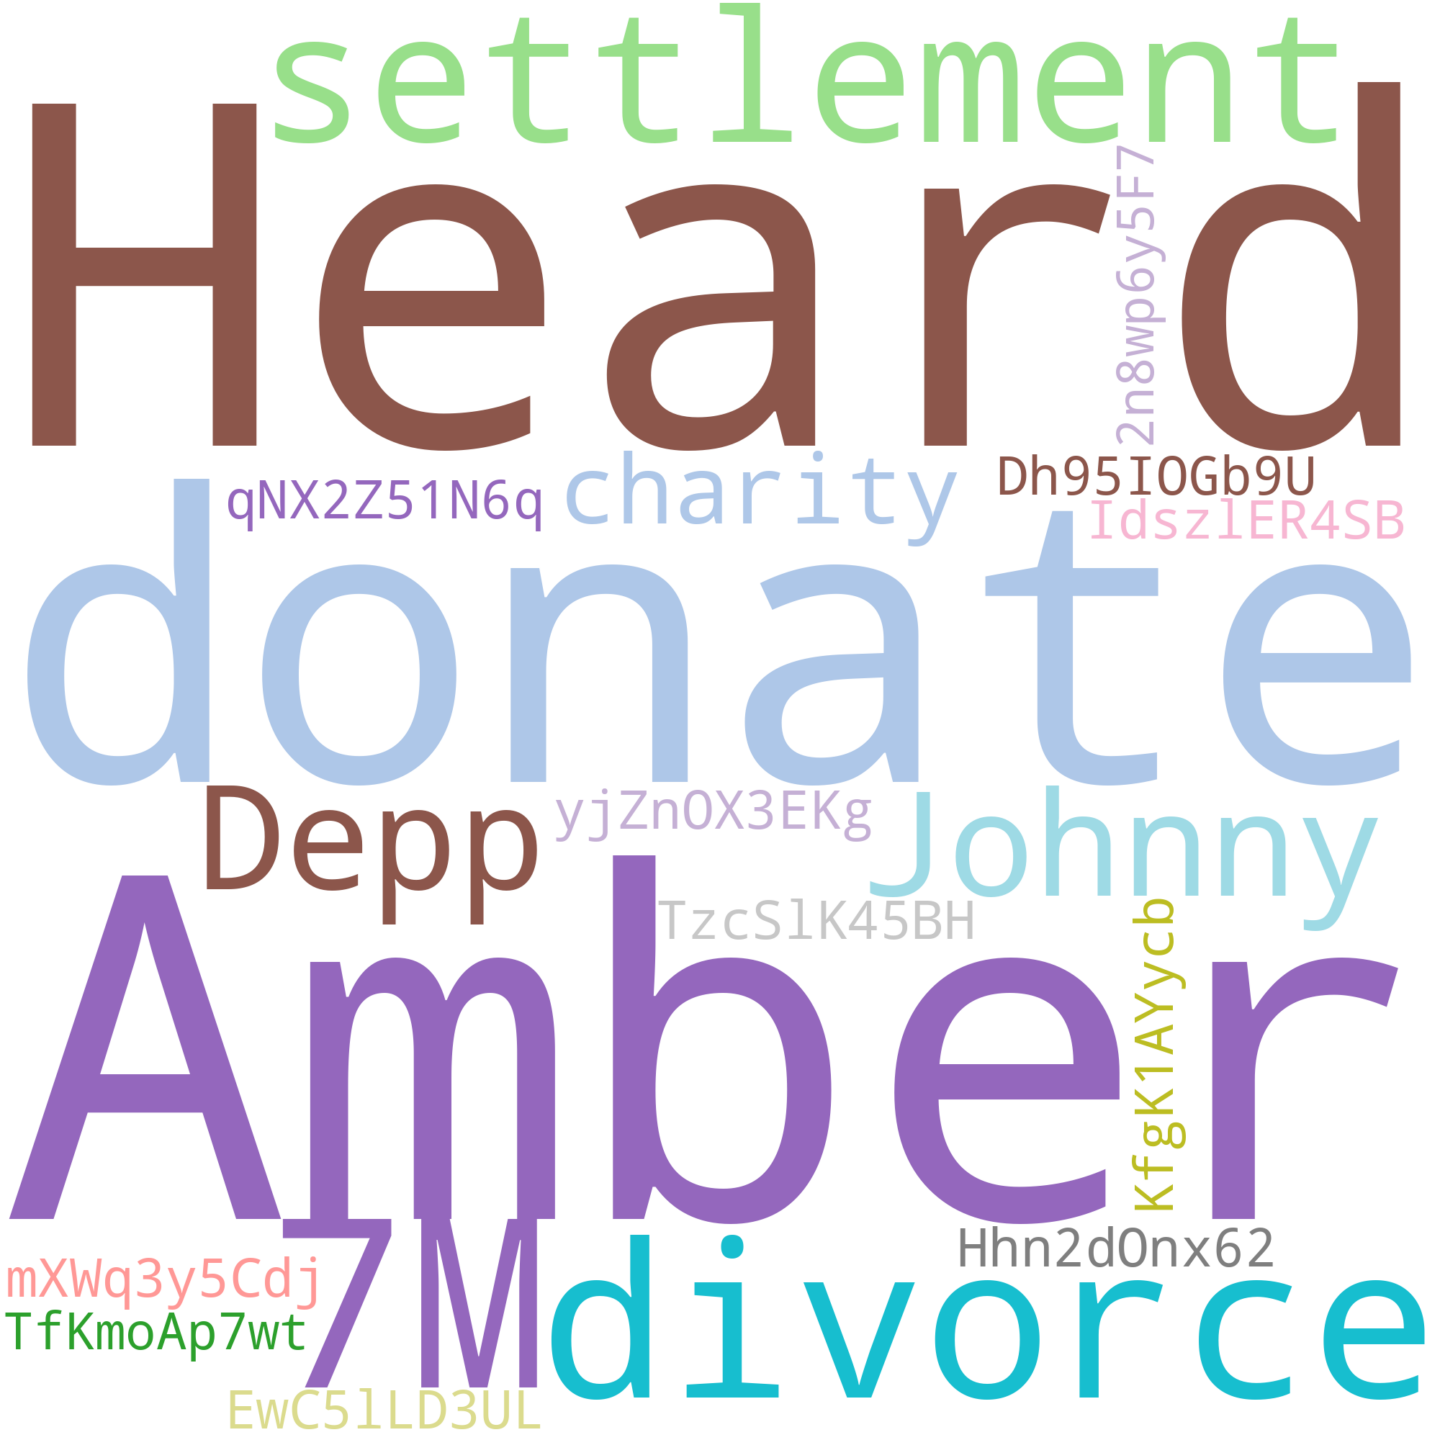 settlement
Heard
2n8wp6y5F7
qNX2Z51N6q
charity
Dh95IOGb9U
IdszlER4SB
donate
Depp
yjZnOX3EKg
Johnny
TzcSlK45BH
Amber
KfgK1AYycb
7M
divorce
Hhn2dOnx62
mXWq3y5Cdj
TfKmoAp7wt
EwC5lLD3UL